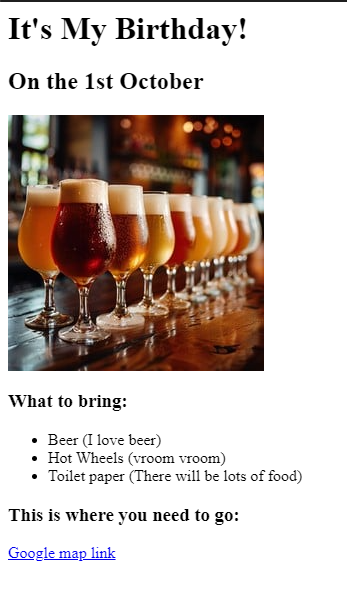 It's My Birthday!
On the 1st October
What to bring:
Beer (I love beer)
Hot Wheels (vroom vroom)
Toilet paper (There will be lots of food)
This is where you need to go:
Google map link